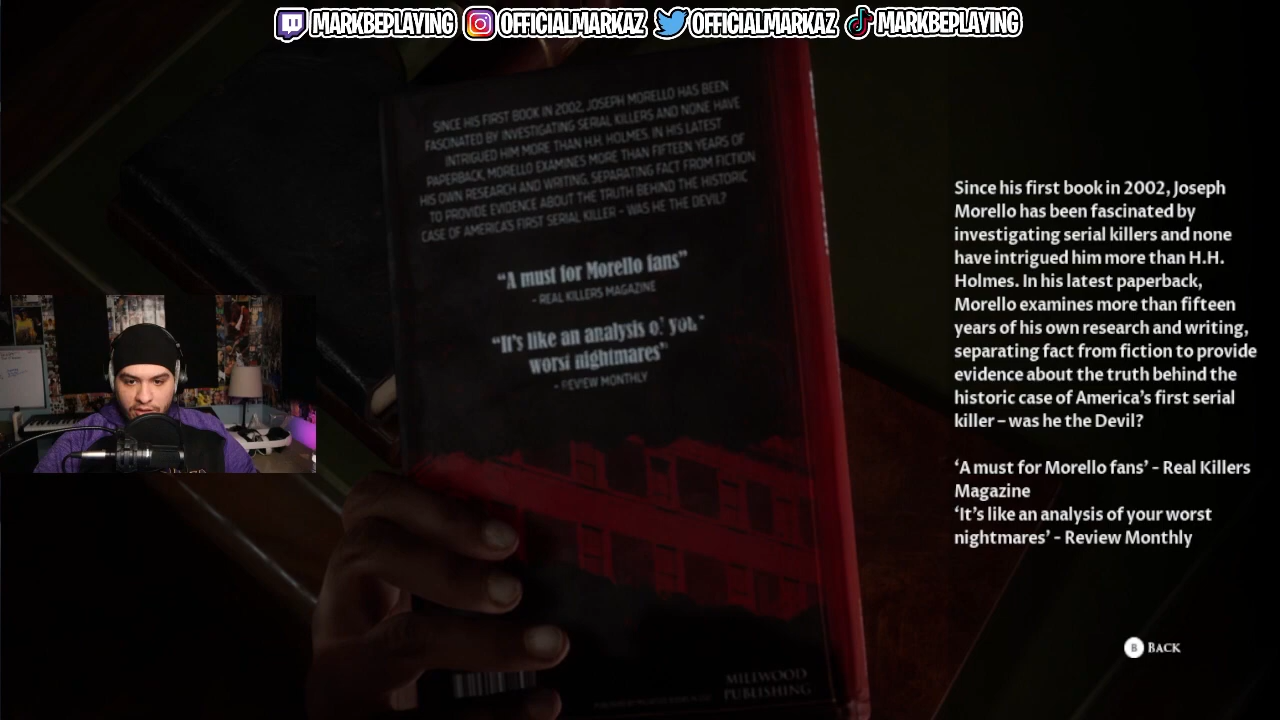 MARKBEPLAYING OFFICIALMARKAZ OFFICIALMARKAZ MARKBEPLAYING
SINCE HIS FIRST BOOK IN 2002, JOSEPH MORELLO HAS BEEN
FASCINATED BY INVESTIGATING SERIAL KILLERS AND NONE HAVE
INTRIGUED HIM MORE THAN H.H. HOLMES. IN HIS LATEST
PAPERBACK, MORELLO EXAMINES MORE THAN FIFTEEN YEARS OF
HIS OWN RESEARCH AND WRITING, SEPARATING FACT FROM FICTION
TO PROVIDE EVIDENCE ABOUT THE TRUTH BEHIND THE HISTORIC
CASE OF AMERICA'S FIRST SERIAL KILLER – WAS HE THE DEVIL?
“A must for Morello fans”
- REAL KILLERS MAGAZINE
“It's like an analysis of your
worst nightmares”
- REVIEW MONTHLY
MILLWOOD
PUBLISHING
Since his first book in 2002, Joseph
Morello has been fascinated by
investigating serial killers and none
have intrigued him more than H.H.
Holmes. In his latest paperback,
Morello examines more than fifteen
years of his own research and writing,
separating fact from fiction to provide
evidence about the truth behind the
historic case of America's first serial
killer – was he the Devil?
‘A must for Morello fans’ - Real Killers
Magazine
‘It's like an analysis of your worst
nightmares’ - Review Monthly
B BACK